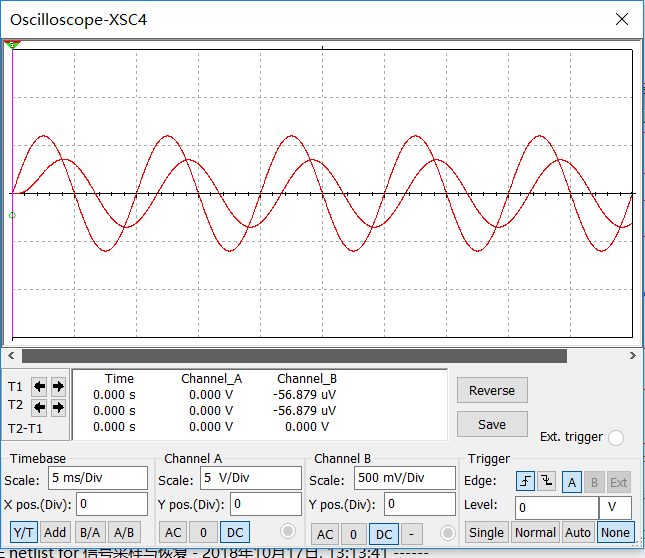 Oscilloscope-XSC4
T1
T2
T2-T1
Time Channel_A Channel_B
0.000 s 0.000 V -56.879 uV
0.000 s 0.000 V -56.879 uV
0.000 s 0.000 V 0.000 V
Reverse
Save
Ext. trigger
Timebase
Scale: 5 ms/Div
X pos.(Div): 0
Y/T Add B/A A/B
Channel A
Scale: 5 V/Div
Y pos.(Div): 0
AC 0 DC
Channel B
Scale: 500 mV/Div
Y pos.(Div): 0
AC 0 DC -
Trigger
Edge: A B Ext
Level: 0 V
Single Normal Auto None
netlist for 信号采样与恢复 - 2018年10月17日, 13:13:41 ------